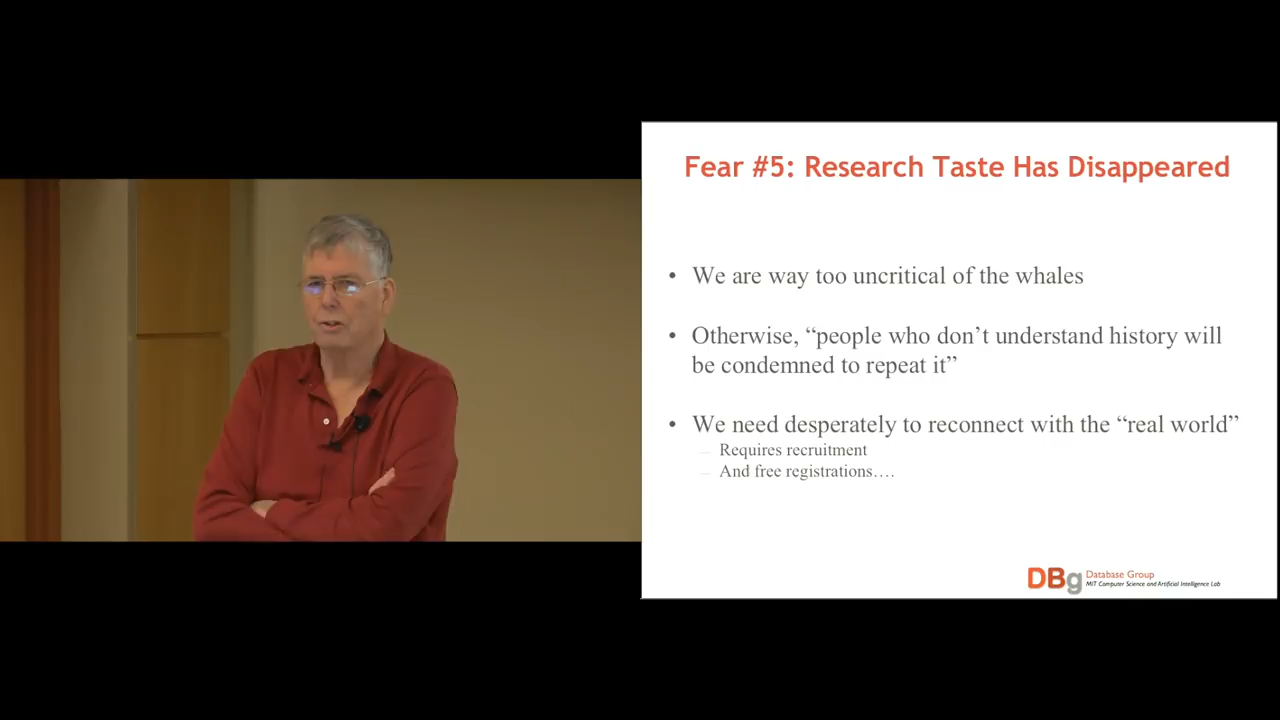 Fear #5: Research Taste Has Disappeared
• We are way too uncritical of the whales
• Otherwise, “people who don’t understand history will
be condemned to repeat it”
• We need desperately to reconnect with the “real world”
– Requires recruitment
– And free registrations….
DBg Database Group
MIT Computer Science and Artificial Intelligence Lab